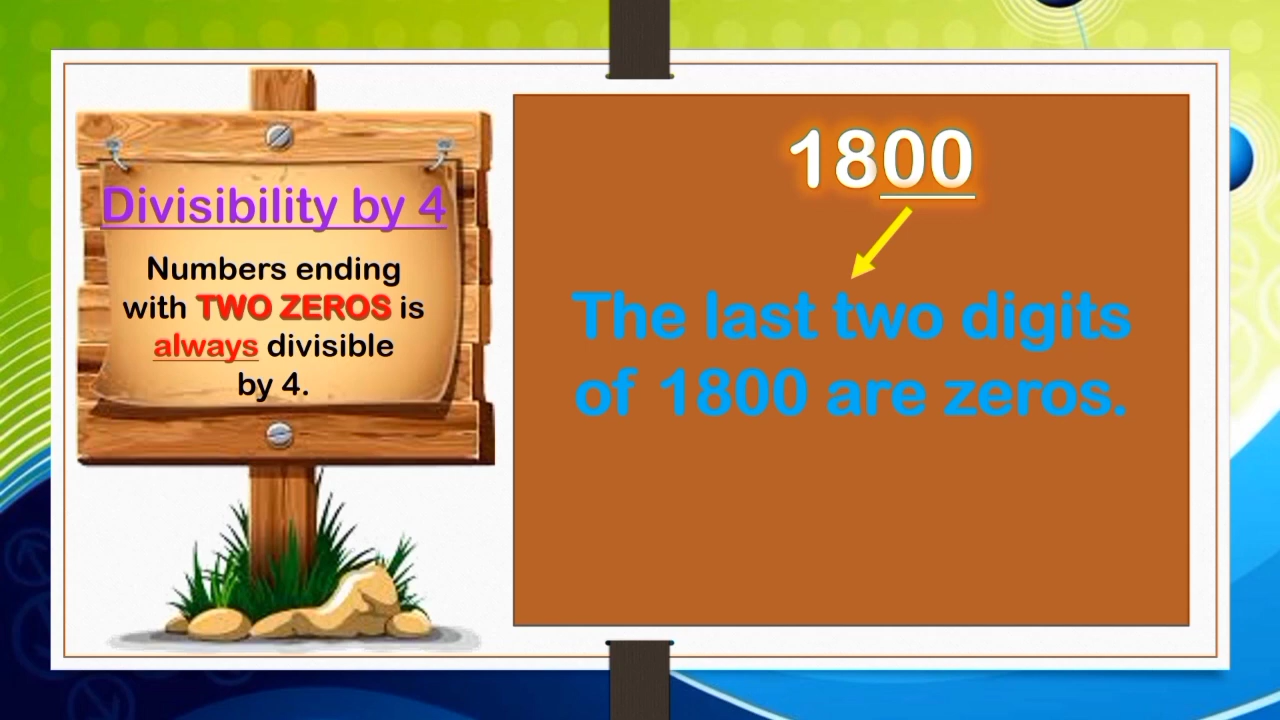 Divisibility by 4
Numbers ending
with TWO ZEROS is
always divisible
by 4.
1800
The last two digits
of 1800 are zeros.